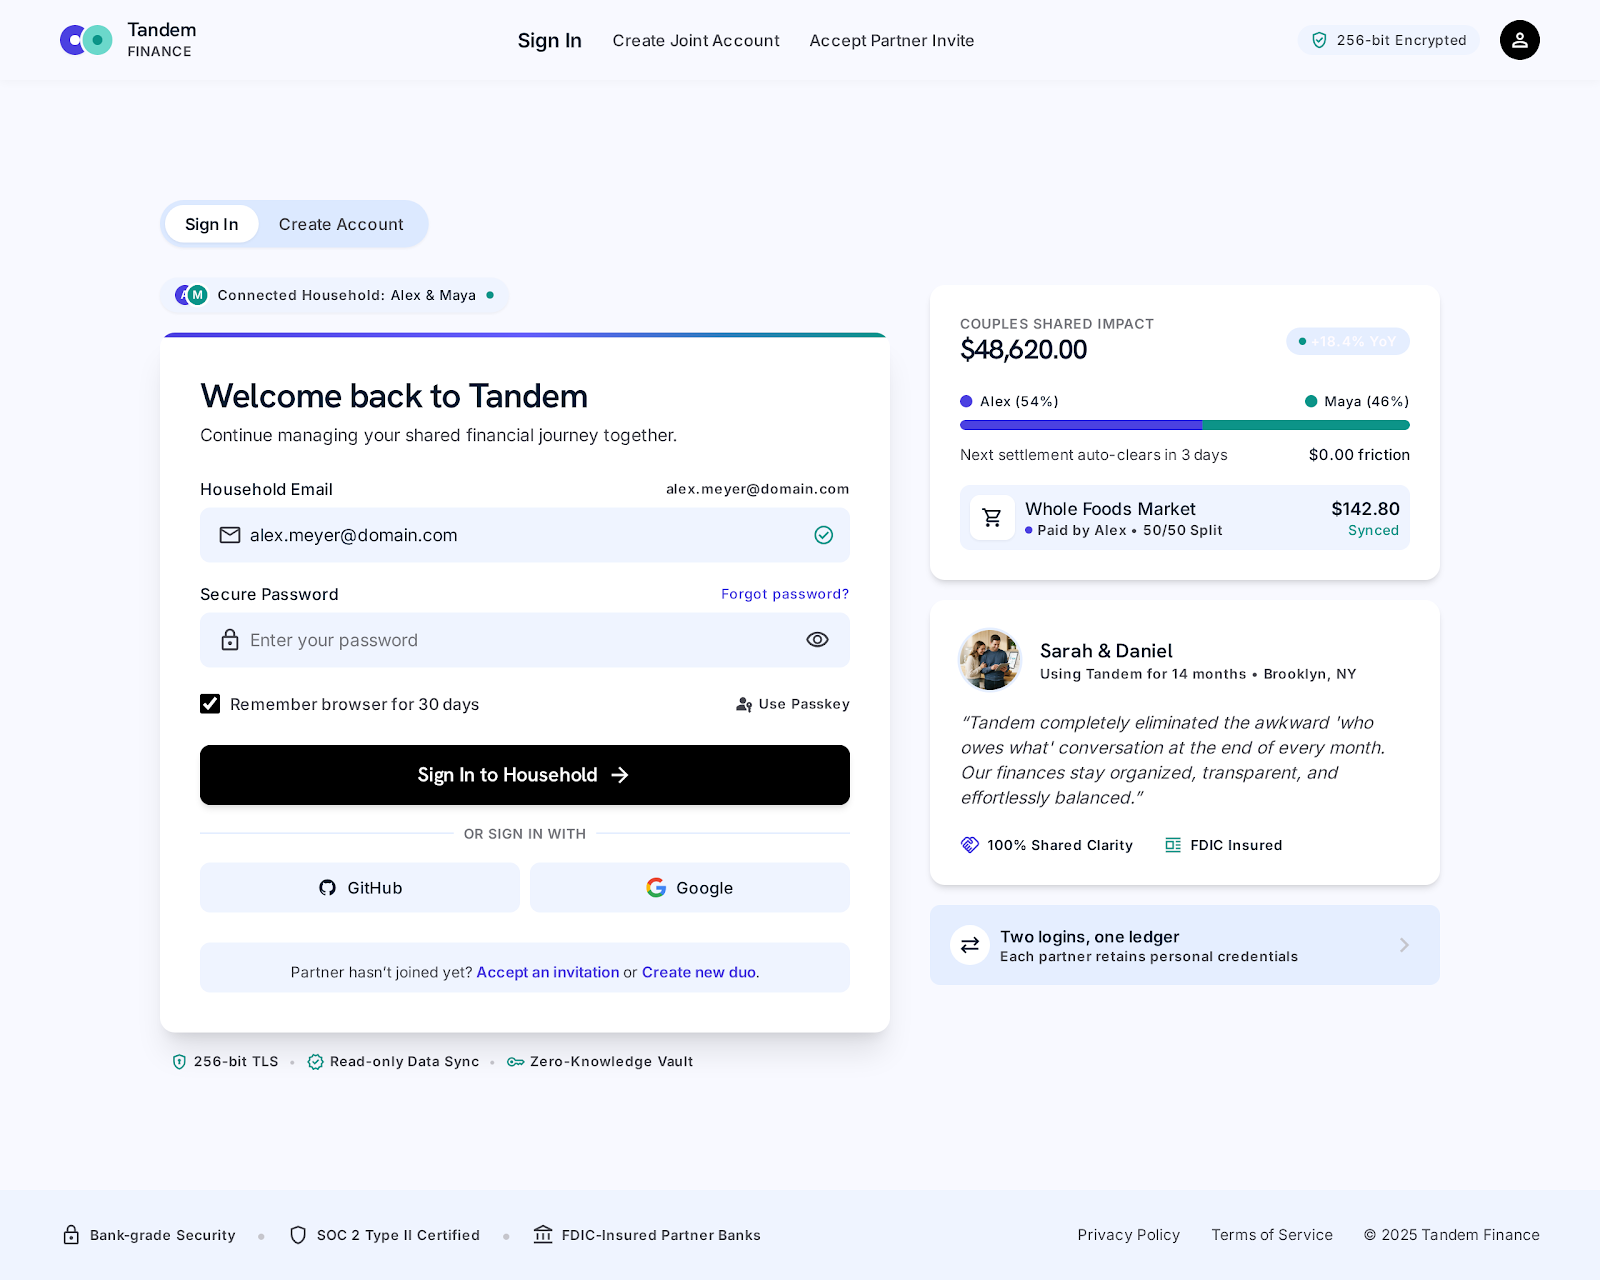 Tandem
FINANCE
Sign In
Create Joint Account
Accept Partner Invite
256-bit Encrypted
Sign In
Create Account
A M
Connected Household: Alex & Maya
Welcome back to Tandem
Continue managing your shared financial journey together.
Household Email
alex.meyer@domain.com
alex.meyer@domain.com
Secure Password
Forgot password?
Enter your password
Remember browser for 30 days
Use Passkey
Sign In to Household
OR SIGN IN WITH
GitHub
Google
Partner hasn't joined yet? Accept an invitation or Create new duo.
256-bit TLS • Read-only Data Sync • Zero-Knowledge Vault
COUPLES SHARED IMPACT
$48,620.00
+18.4% YoY
Alex (54%)
Maya (46%)
Next settlement auto-clears in 3 days
$0.00 friction
Whole Foods Market
$142.80
Paid by Alex • 50/50 Split
Synced
Sarah & Daniel
Using Tandem for 14 months • Brooklyn, NY
“Tandem completely eliminated the awkward 'who
owes what' conversation at the end of every month.
Our finances stay organized, transparent, and
effortlessly balanced.”
100% Shared Clarity
FDIC Insured
Two logins, one ledger
Each partner retains personal credentials
Bank-grade Security • SOC 2 Type II Certified • FDIC-Insured Partner Banks
Privacy Policy
Terms of Service
© 2025 Tandem Finance